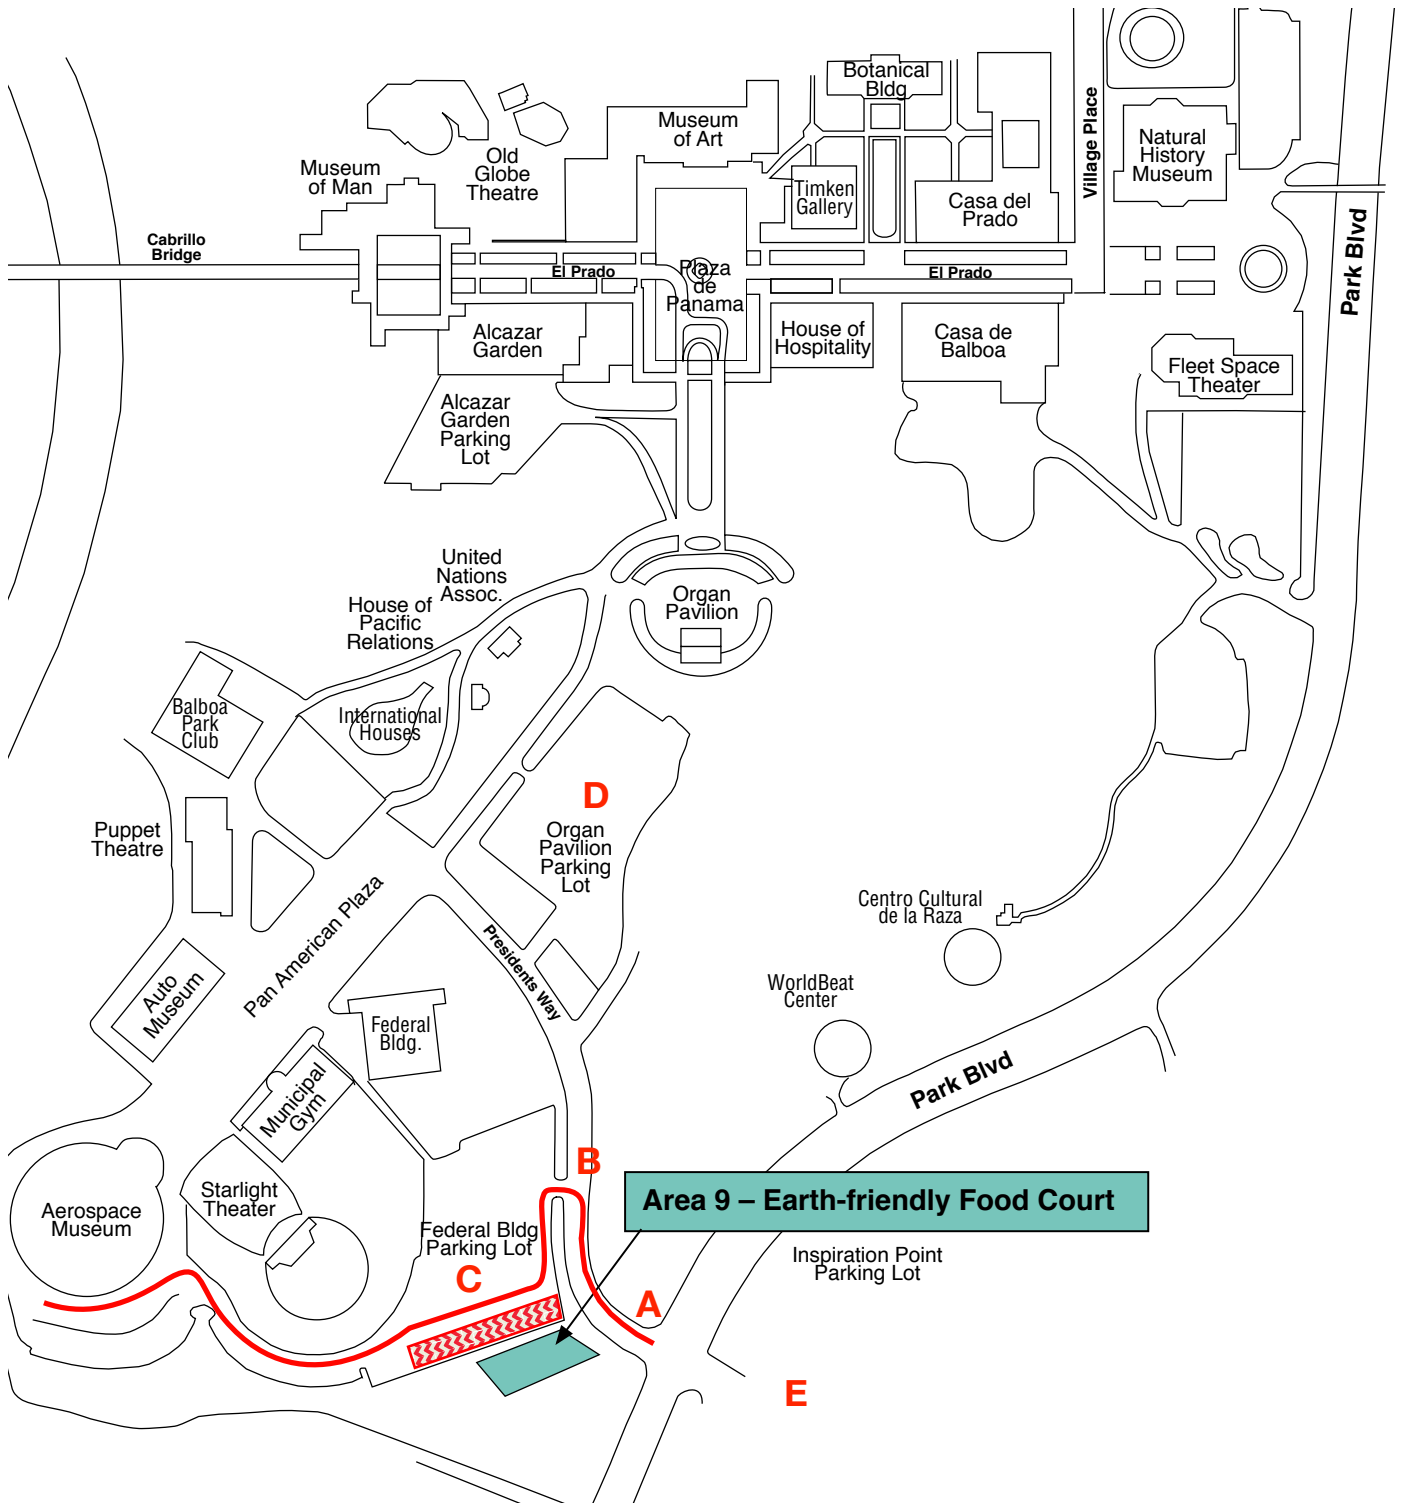 Botanical
Bldg
Museum
of Art
Village Place
Natural
History
Museum
Old
Globe
Theatre
Museum
of Man
Timken
Gallery
Casa del
Prado
Park Blvd
Cabrillo
Bridge
El Prado
Plaza
de
Panama
El Prado
Alcazar
Garden
House of
Hospitality
Casa de
Balboa
Fleet Space
Theater
Alcazar
Garden
Parking
Lot
United
Nations
Assoc.
Organ
Pavilion
House of
Pacific
Relations
Balboa
Park
Club
International
Houses
D
Puppet
Theatre
Organ
Pavilion
Parking
Lot
Pan American Plaza
Centro Cultural
de la Raza
Presidents Way
Auto
Museum
WorldBeat
Center
Federal
Bldg.
Park Blvd
Municipal
Gym
B
Area 9 – Earth-friendly Food Court
Starlight
Theater
Aerospace
Museum
Federal Bldg
Parking Lot
Inspiration Point
Parking Lot
C
A
E